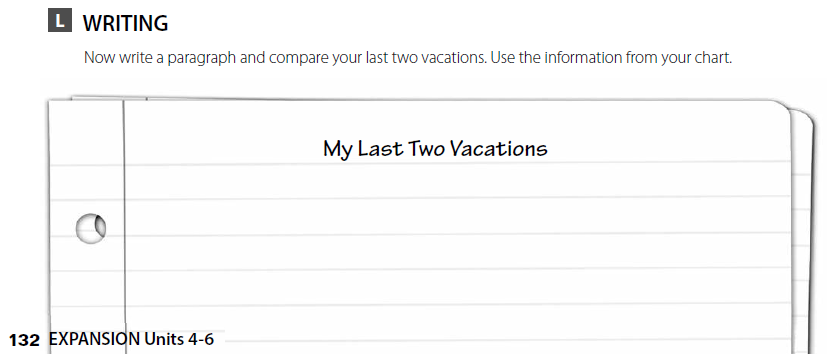 L WRITING
Now write a paragraph and compare your last two vacations. Use the information from your chart.
My Last Two Vacations
132 EXPANSION Units 4-6